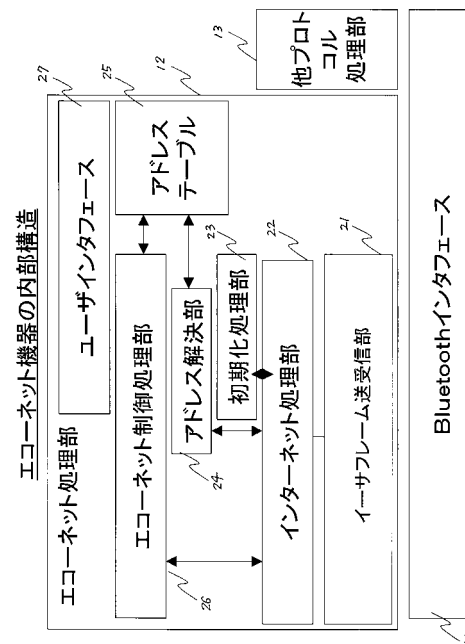 エコーネット機器の内部構造
エコーネット処理部
ユーザインタフェース
27
エコーネット制御処理部
26
アドレス
テーブル
25
12
アドレス解決部
24
初期化処理部
23
インターネット処理部
22
イーサフレーム送受信部
21
他プロト
コル
処理部
13
Bluetoothインタフェース